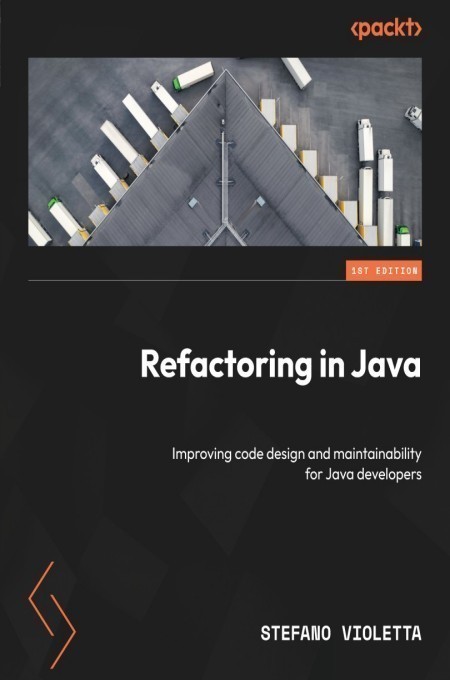 <packt>
1ST EDITION
Refactoring in Java
Improving code design and maintainability
for Java developers
STEFANO VIOLETTA